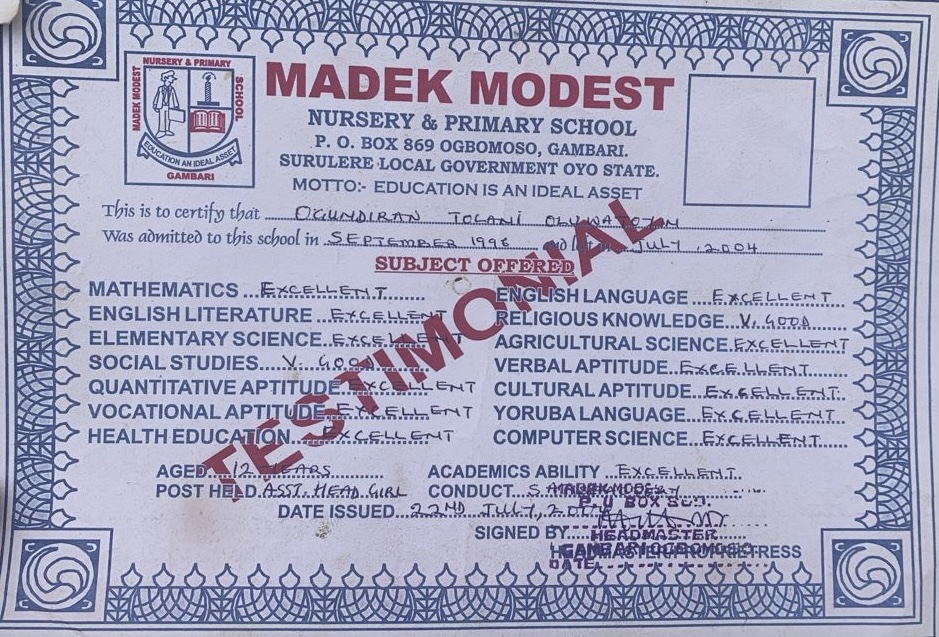 NURSERY & PRIMARY
MADEK MODEST
SCHOOL
EDUCATION AN IDEAL ASSET
GAMBARI
MADEK MODEST
NURSERY & PRIMARY SCHOOL
P. O. BOX 869 OGBOMOSO, GAMBARI.
SURULERE LOCAL GOVERNMENT OYO STATE.
MOTTO:- EDUCATION IS AN IDEAL ASSET
This is to certify that OGUNDIRAN TOLANI OLUWATOYIN
Was admitted to this school in SEPTEMBER 1996 and left in JULY, 2004
SUBJECT OFFERED
TESTIMONIAL
MATHEMATICS EXCELLENT ENGLISH LANGUAGE EXCELLENT
ENGLISH LITERATURE EXCELLENT RELIGIOUS KNOWLEDGE V. GOOD
ELEMENTARY SCIENCE EXCELLENT AGRICULTURAL SCIENCE EXCELLENT
SOCIAL STUDIES V. GOOD VERBAL APTITUDE EXCELLENT
QUANTITATIVE APTITUDE EXCELLENT CULTURAL APTITUDE EXCELLENT
VOCATIONAL APTITUDE EXCELLENT YORUBA LANGUAGE EXCELLENT
HEALTH EDUCATION EXCELLENT COMPUTER SCIENCE EXCELLENT
AGED 12 YEARS ACADEMICS ABILITY EXCELLENT
POST HELD ASST. HEAD GIRL CONDUCT
DATE ISSUED 22ND JULY,
SIGNED BY
HEADMASTER/PROPRIETRESS
P. O BOX
HEADMASTER
GAMBARI OGBOMOSO
DATE